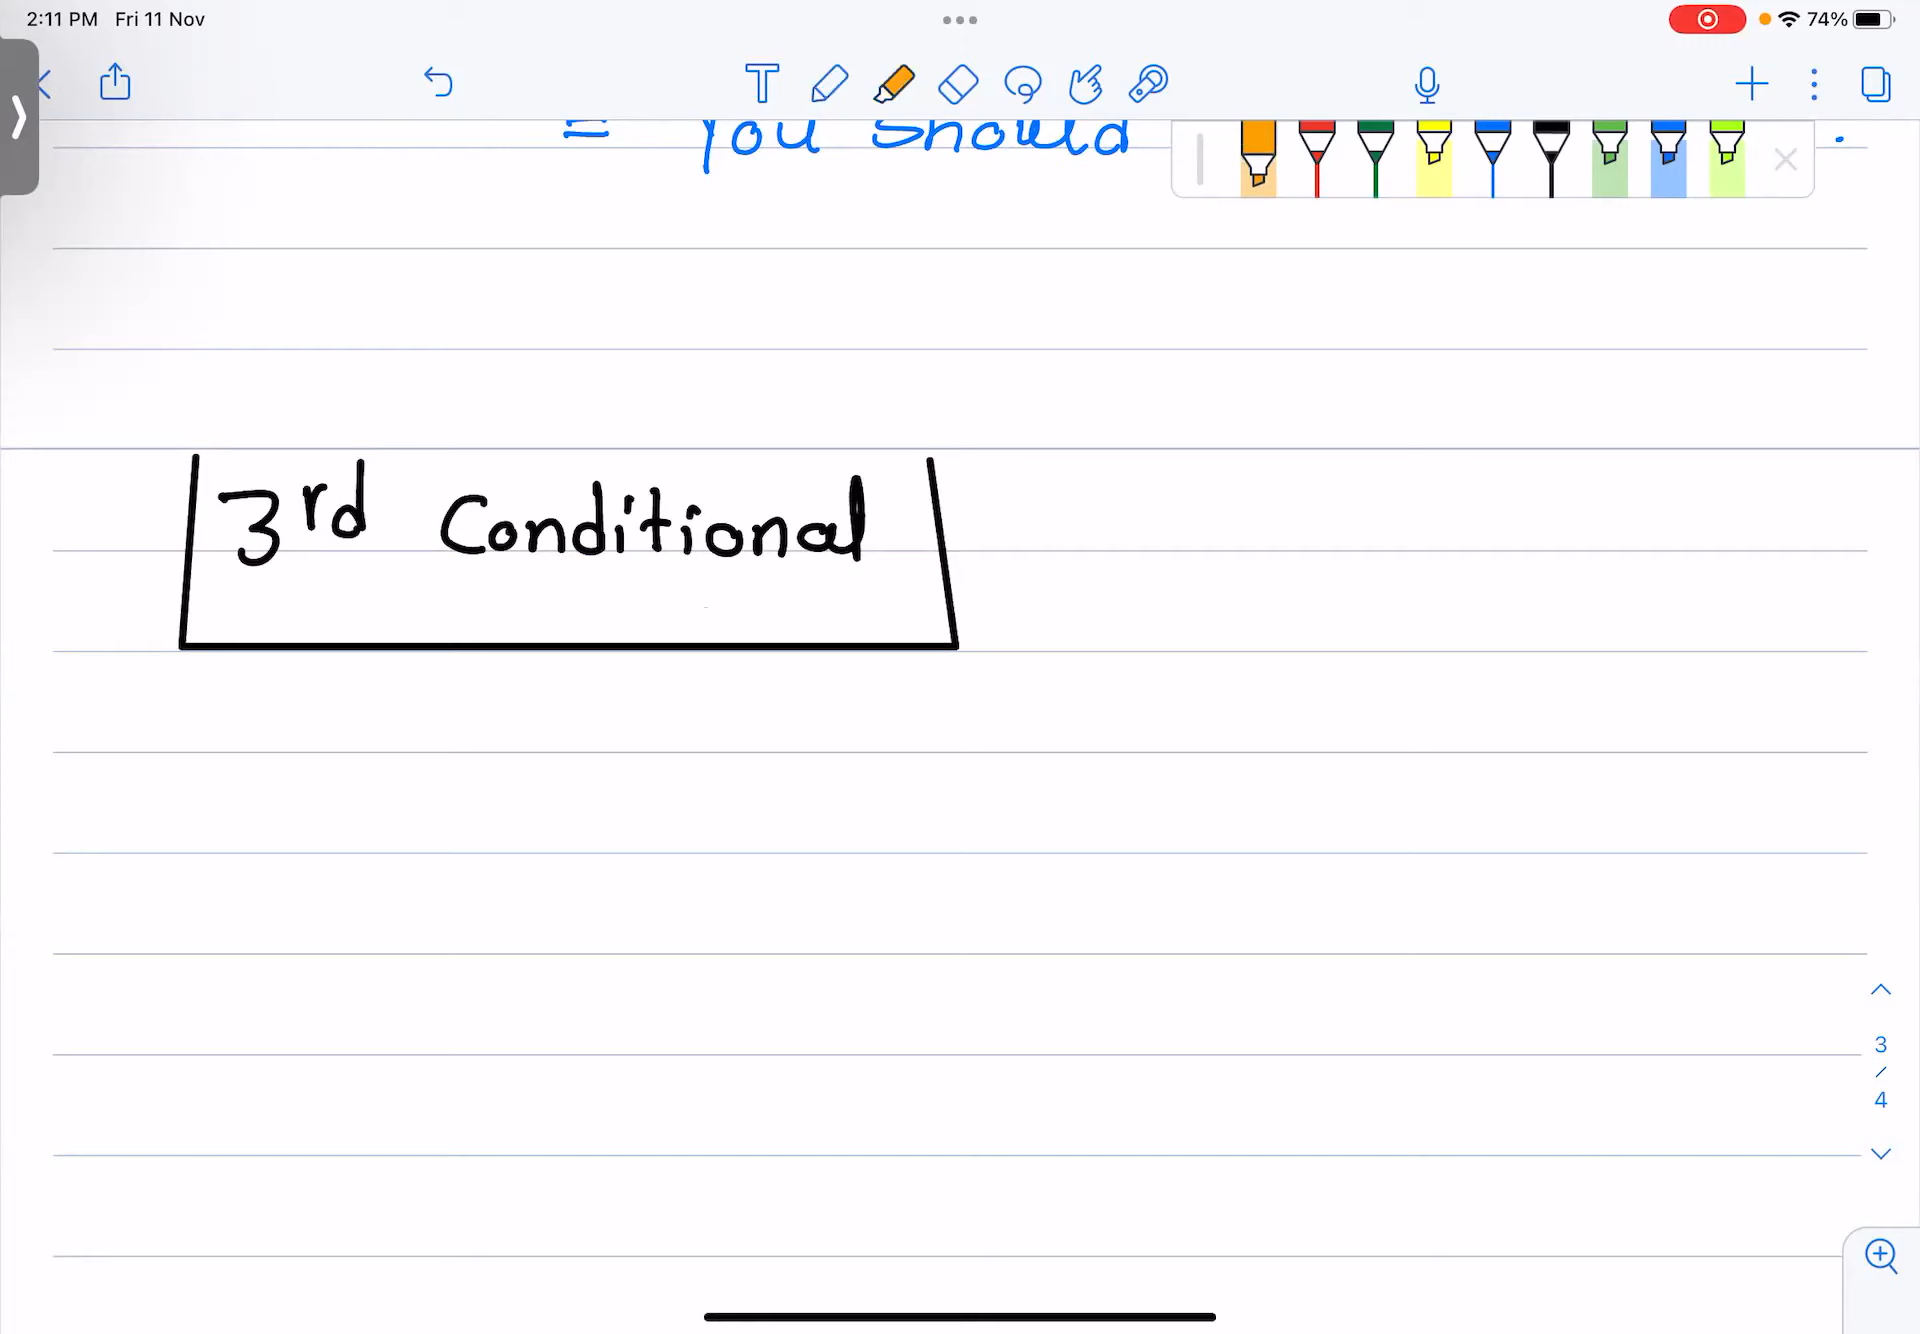 2:11 PM Fri 11 Nov
74%
= You should
3rd Conditional
3
/
4